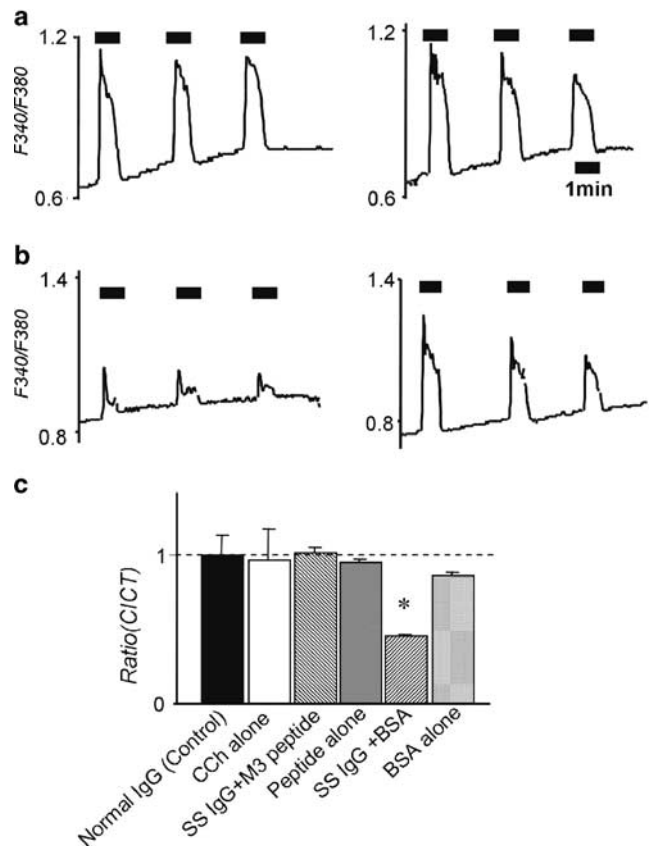 a
1.2
F340/F380
0.6
1.2
0.6
1min
b
1.4
F340/F380
0.8
1.4
0.8
c
Ratio(CICT)
1
0
*
Normal IgG (Control)
CCh alone
SS IgG+M3 peptide
Peptide alone
SS IgG +BSA
BSA alone